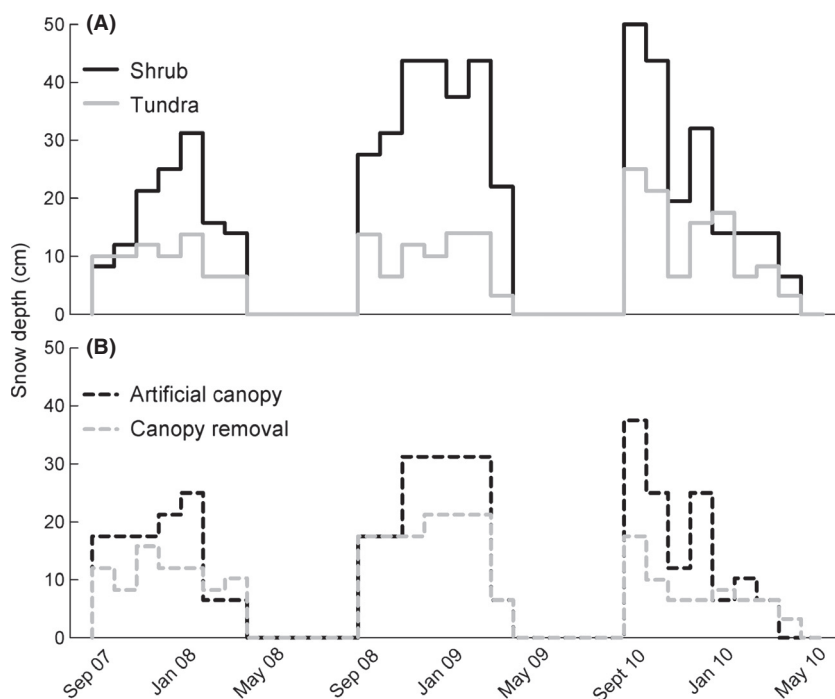 (A)
50
40
30
20
10
0
Shrub
Tundra
Snow depth (cm)
(B)
50
40
30
20
10
0
Artificial canopy
Canopy removal
Sep 07
Jan 08
May 08
Sep 08
Jan 09
May 09
Sept 10
Jan 10
May 10